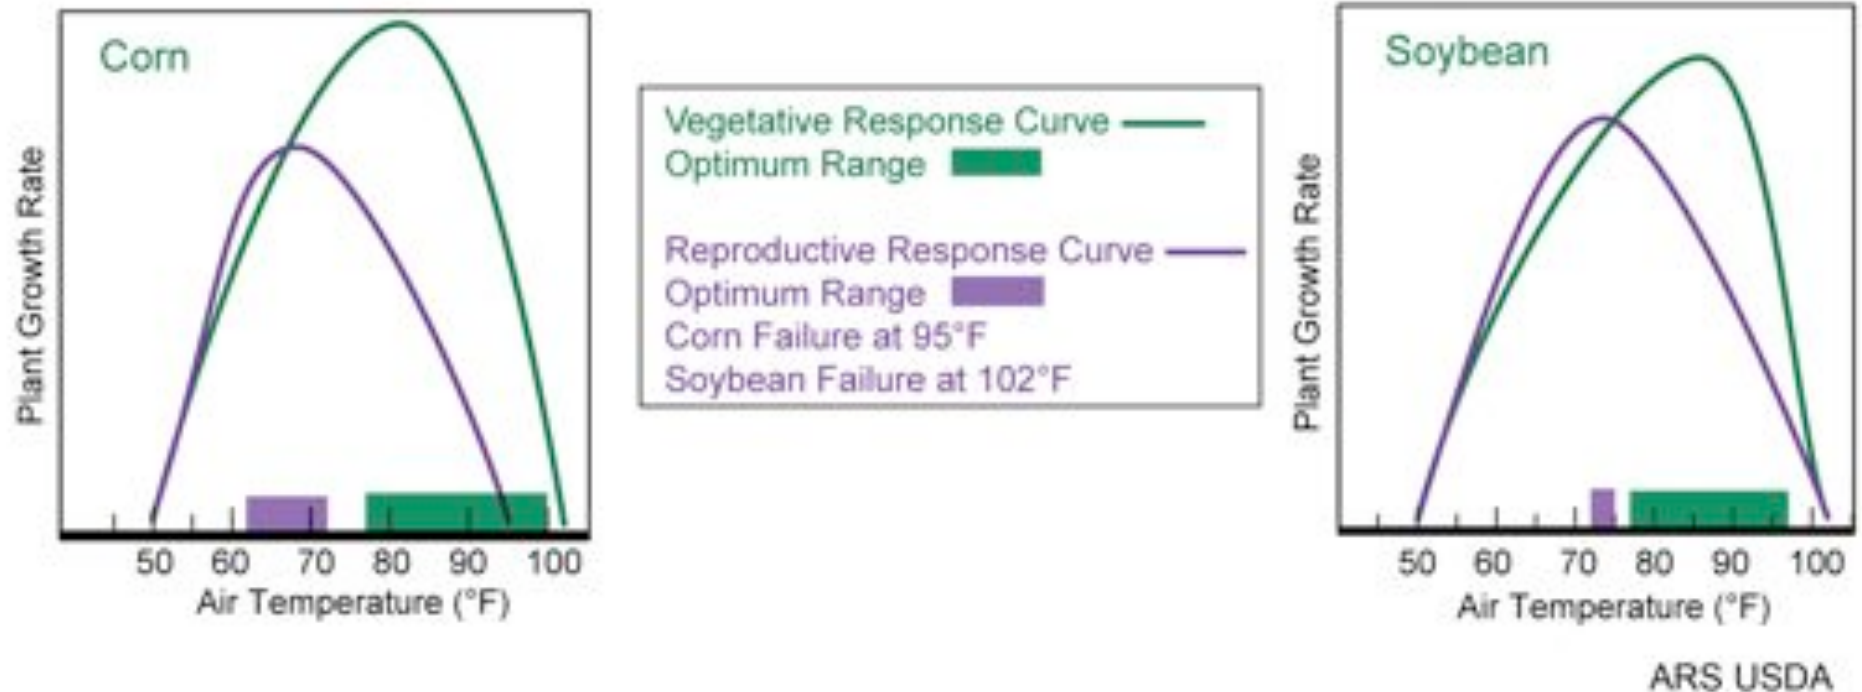 Corn
Plant Growth Rate
50 60 70 80 90 100
Air Temperature (°F)
Vegetative Response Curve
Optimum Range
Reproductive Response Curve
Optimum Range
Corn Failure at 95°F
Soybean Failure at 102°F
Soybean
Plant Growth Rate
50 60 70 80 90 100
Air Temperature (°F)
ARS USDA